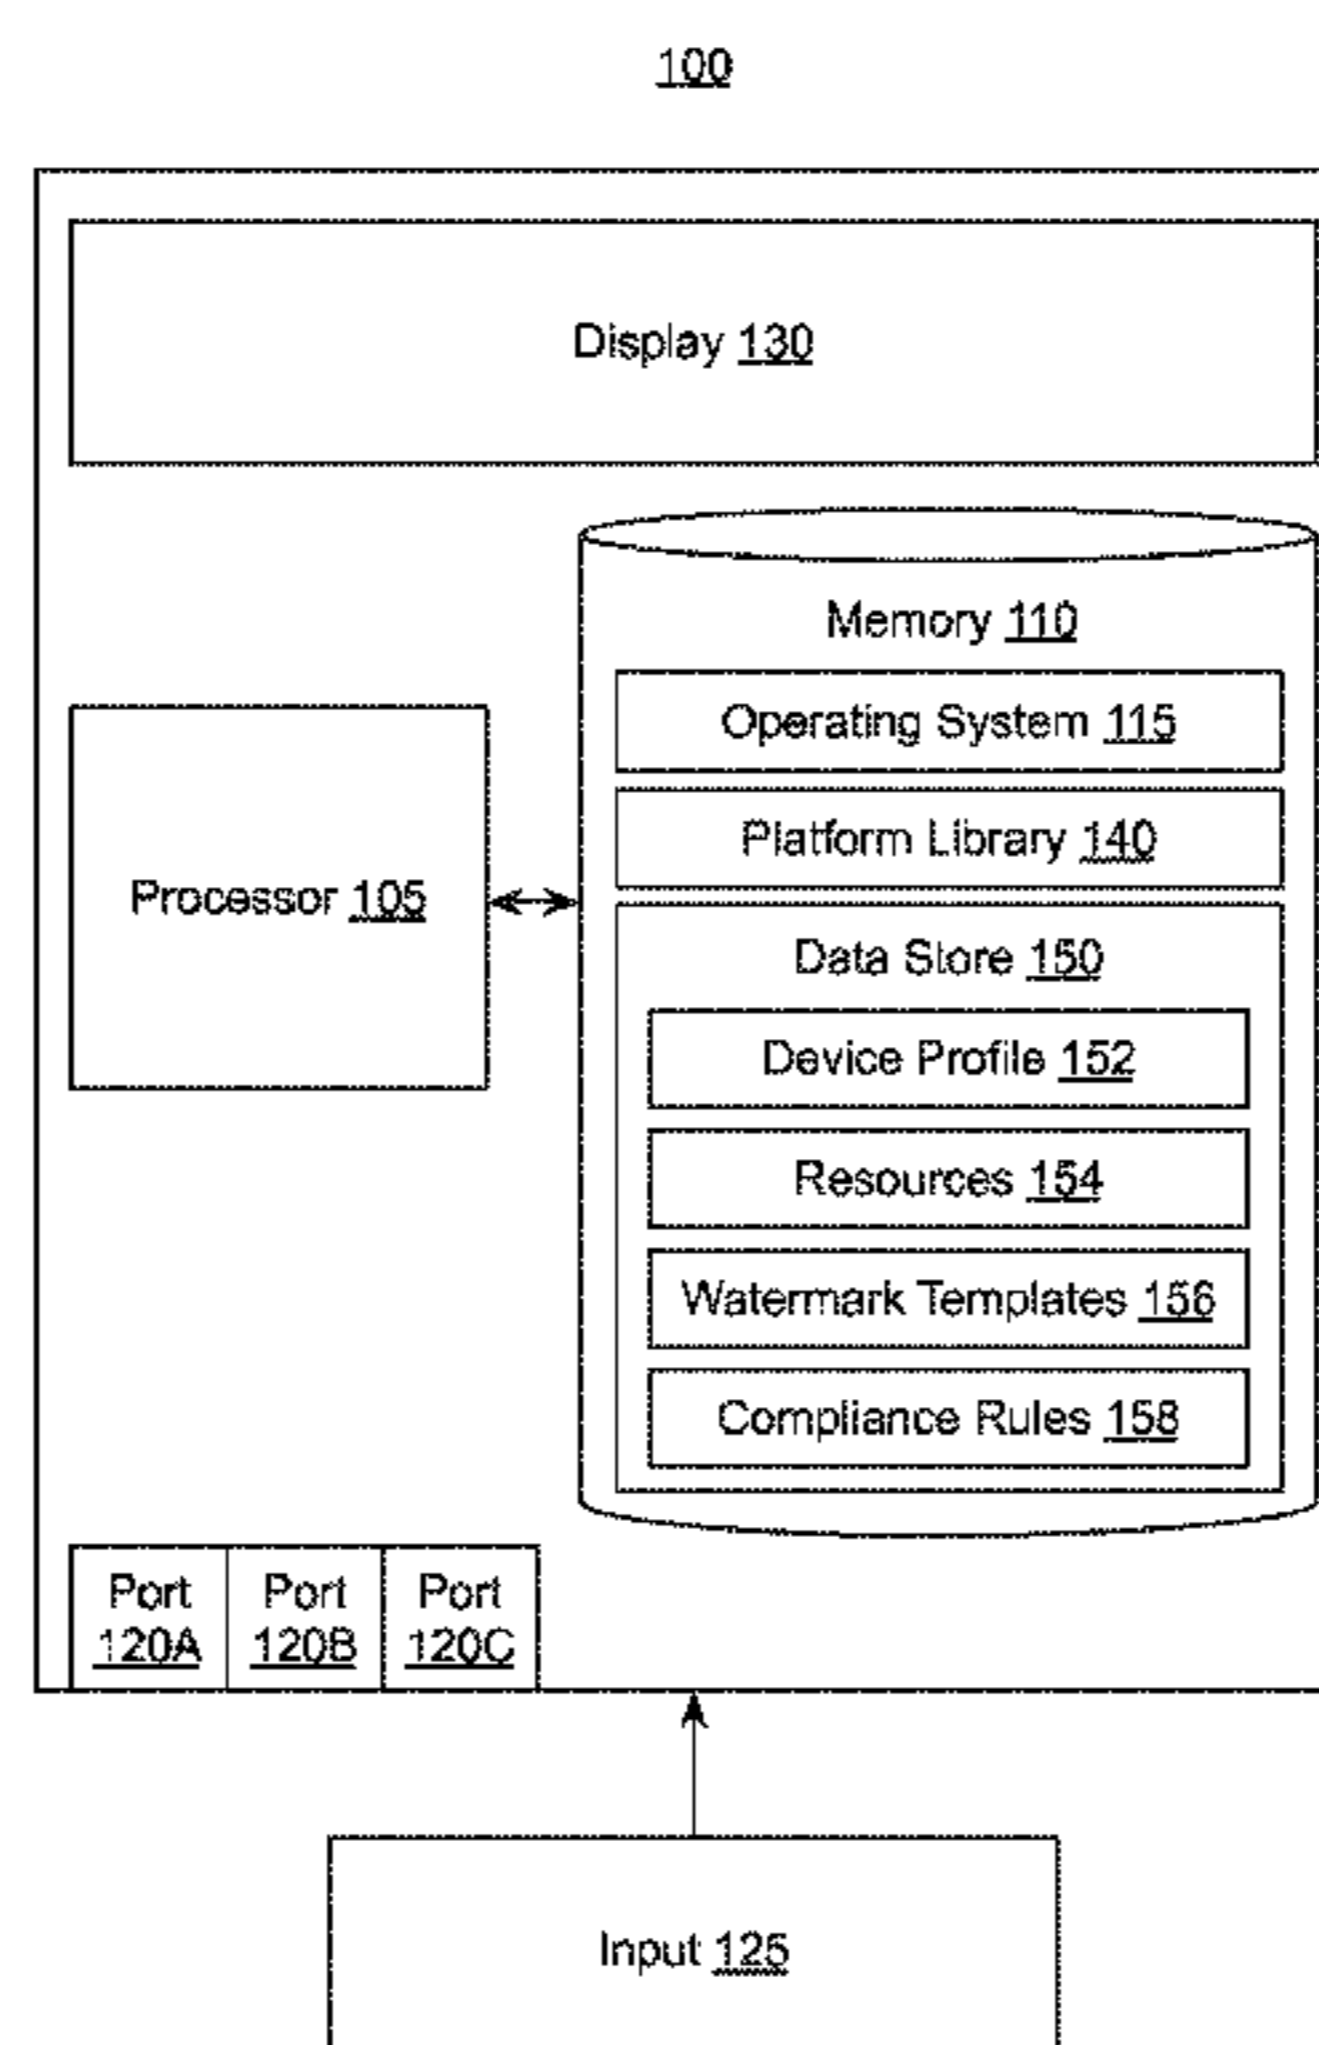 100
Display 130
Memory 110
Operating System 115
Platform Library 140
Processor 105
Data Store 150
Device Profile 152
Resources 154
Watermark Templates 156
Compliance Rules 158
Port
120A
Port
120B
Port
120C
Input 125